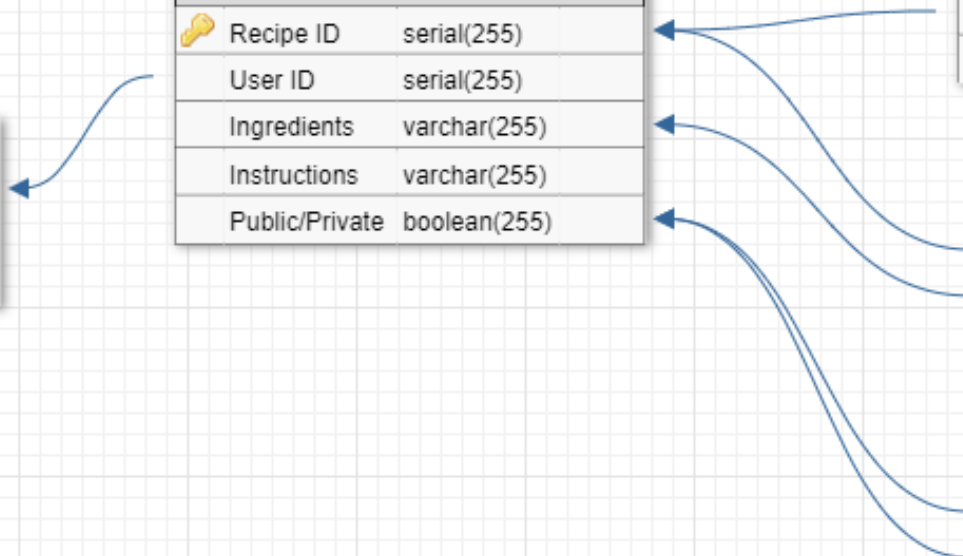 Recipe ID serial(255)
User ID serial(255)
Ingredients varchar(255)
Instructions varchar(255)
Public/Private boolean(255)